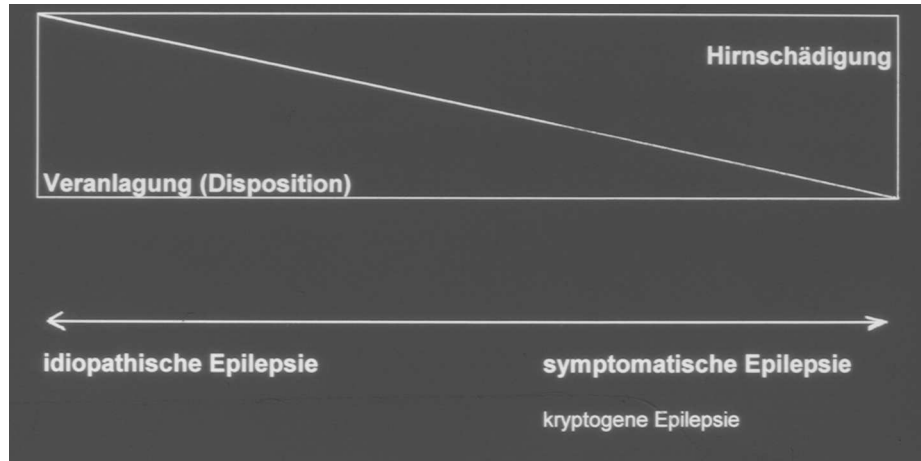 Hirnschädigung
Veranlagung (Disposition)
idiopathische Epilepsie
symptomatische Epilepsie
kryptogene Epilepsie